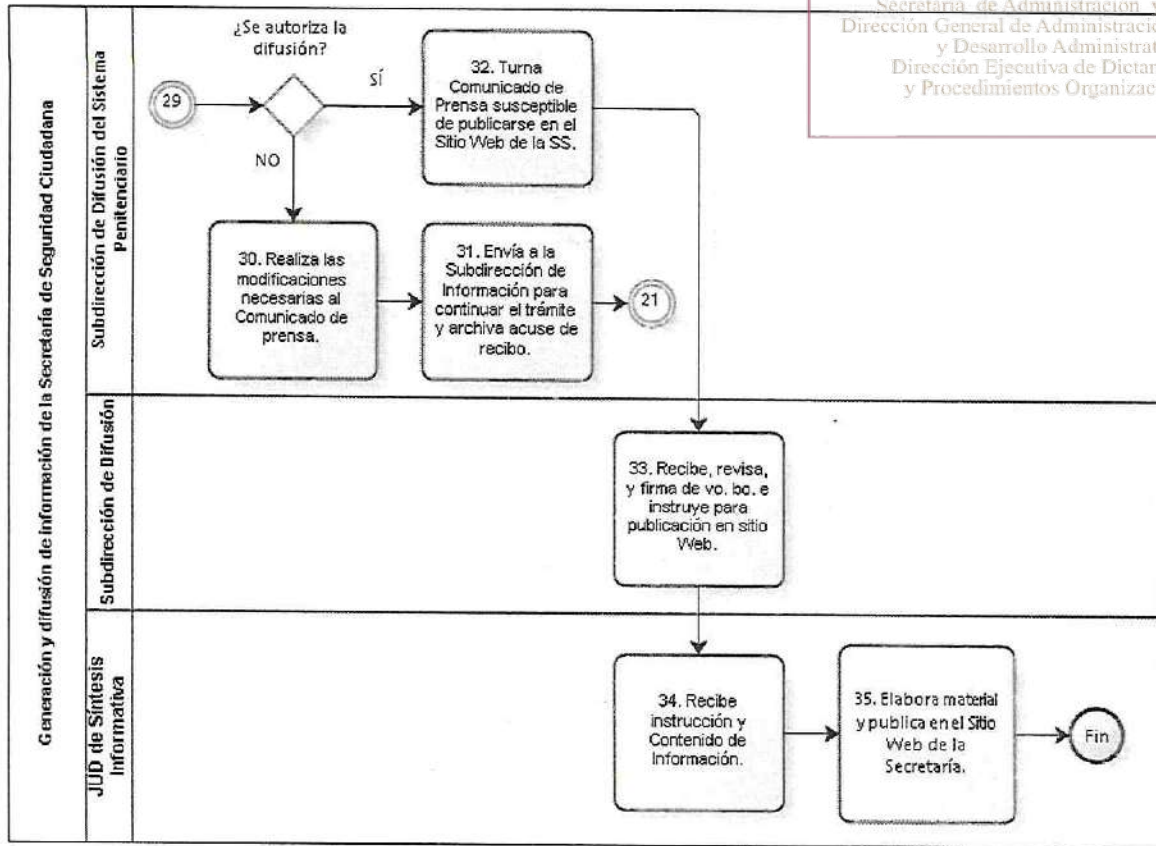 Secretaría de Administración y
Dirección General de Administració
y Desarrollo Administrat
Dirección Ejecutiva de Dictam
y Procedimientos Organizac
Generación y difusión de información de la Secretaría de Seguridad Ciudadana
Subdirección de Difusión del Sistema
Penitenciario
29
¿Se autoriza la
difusión?
SÍ
NO
32. Turna
Comunicado de
Prensa susceptible
de publicarse en el
Sitio Web de la SS.
30. Realiza las
modificaciones
necesarias al
Comunicado de
prensa.
31. Envía a la
Subdirección de
Información para
continuar el trámite
y archiva acuse de
recibo.
21
Subdirección de Difusión
33. Recibe, revisa,
y firma de vo. bo. e
instruye para
publicación en sitio
Web.
JUD de Síntesis
Informativa
34. Recibe
instrucción y
Contenido de
Información.
35. Elabora material
y publica en el Sitio
Web de la
Secretaría.
Fin